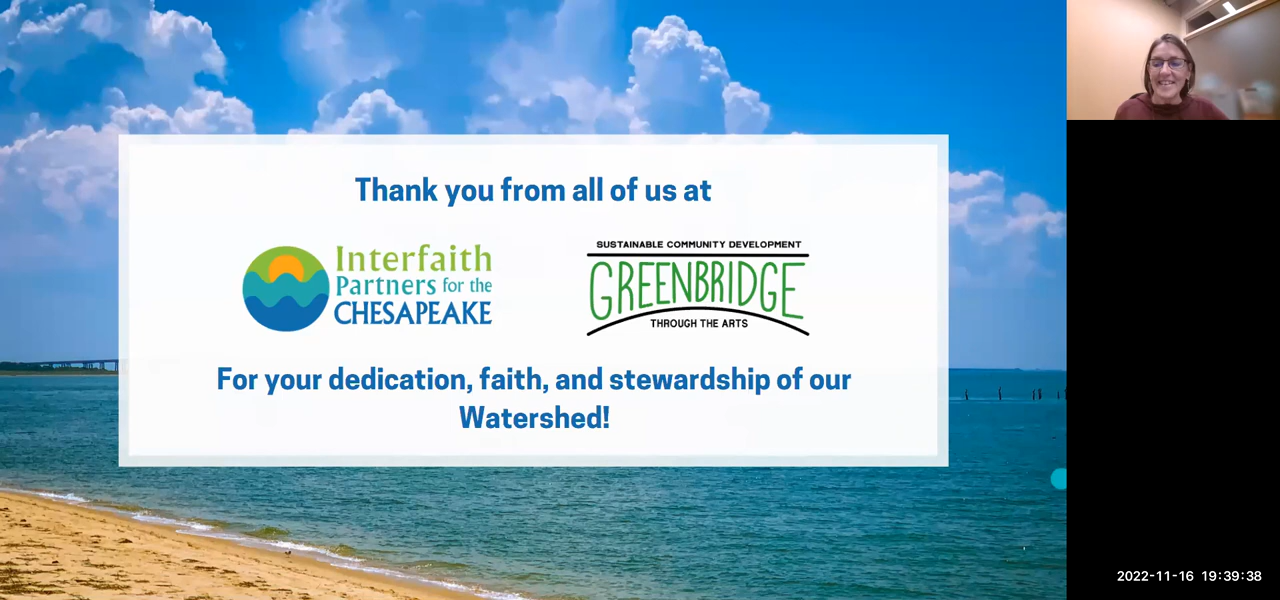 Thank you from all of us at
Interfaith
Partners for the
CHESAPEAKE
SUSTAINABLE COMMUNITY DEVELOPMENT
GREENBRIDGE
THROUGH THE ARTS
For your dedication, faith, and stewardship of our
Watershed!
2022-11-16 19:39:38